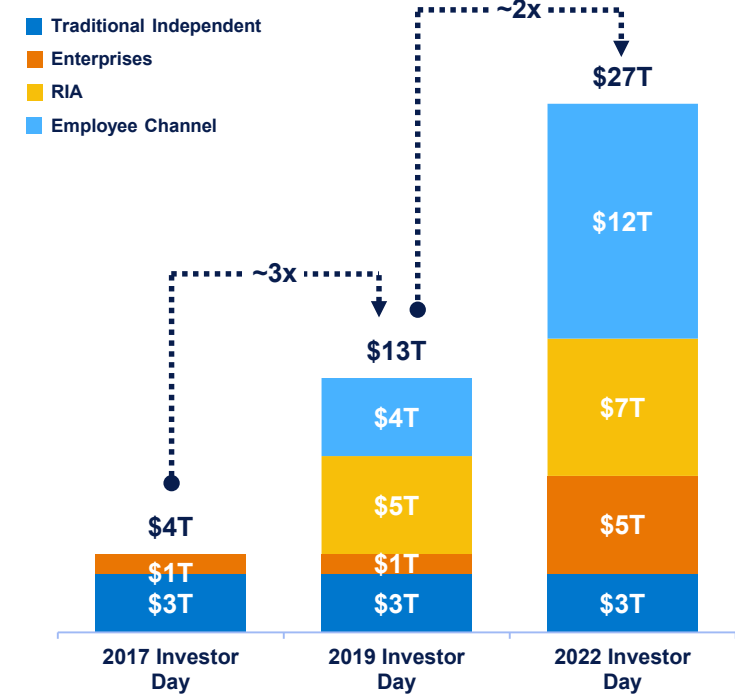 Traditional Independent
Enterprises
RIA
Employee Channel
~2x
$27T
$12T
~3x
$13T
$4T
$7T
$5T
$4T
$5T
$1T
$1T
$3T
$3T
$3T
2017 Investor
Day
2019 Investor
Day
2022 Investor
Day